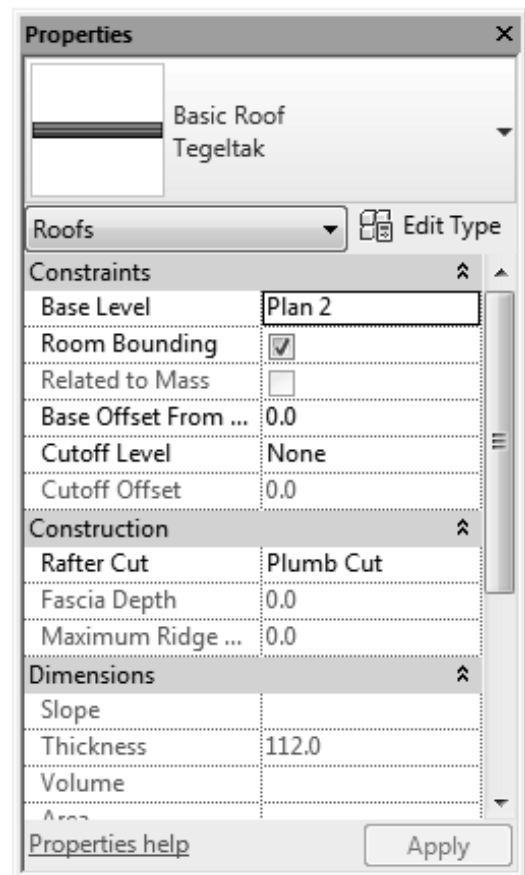 Properties
Basic Roof
Tegeltak
Roofs Edit Type
Constraints
Base Level Plan 2
Room Bounding
Related to Mass
Base Offset From ... 0.0
Cutoff Level None
Cutoff Offset 0.0
Construction
Rafter Cut Plumb Cut
Fascia Depth 0.0
Maximum Ridge ... 0.0
Dimensions
Slope
Thickness 112.0
Volume
Properties help Apply